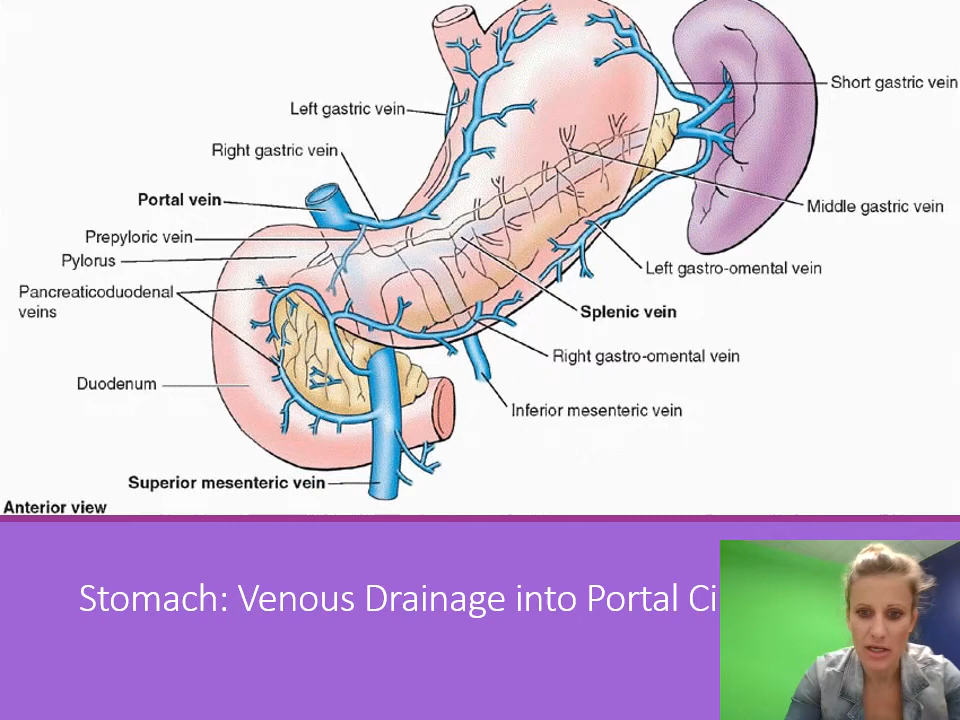 Short gastric vein
Left gastric vein
Right gastric vein
Portal vein
Middle gastric vein
Prepyloric vein
Pylorus
Left gastro-omental vein
Pancreaticoduodenal
veins
Splenic vein
Right gastro-omental vein
Duodenum
Inferior mesenteric vein
Superior mesenteric vein
Anterior view
Stomach: Venous Drainage into Portal Ci